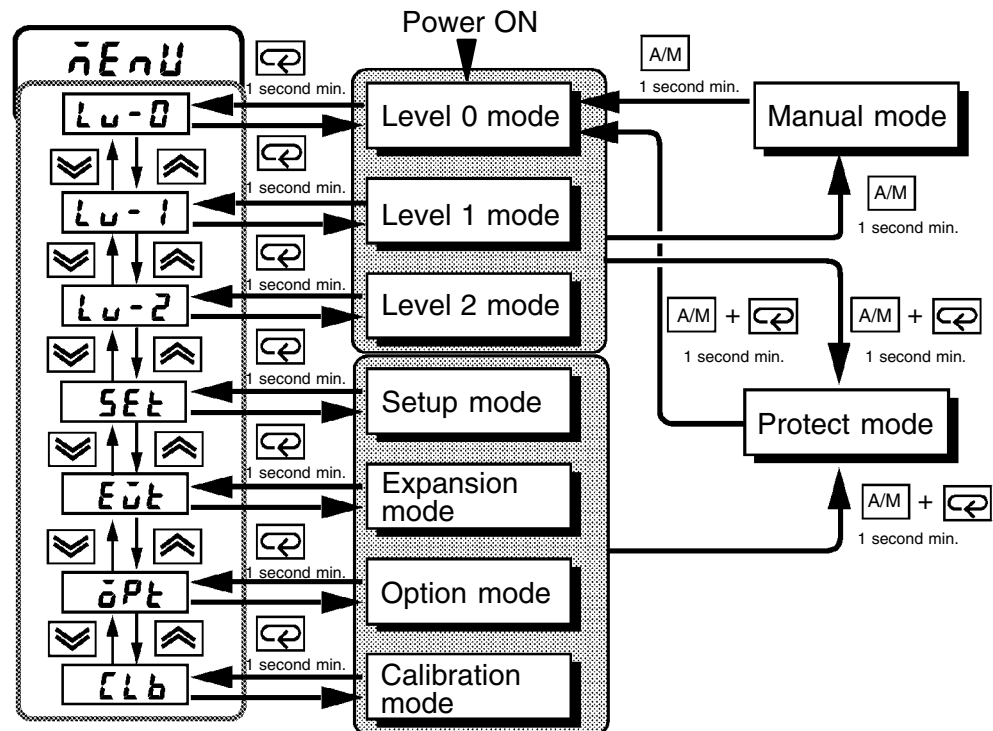 Power ON
mEnU
Lu-0
1 second min.
Level 0 mode
A/M
1 second min.
Manual mode
Lu-1
1 second min.
Level 1 mode
A/M
1 second min.
Lu-2
1 second min.
Level 2 mode
A/M +
1 second min.
A/M +
1 second min.
SEt
1 second min.
Setup mode
Protect mode
E
t
1 second min.
Expansion
mode
A/M +
1 second min.
oPt
1 second min.
Option mode
CLb
1 second min.
Calibration
mode